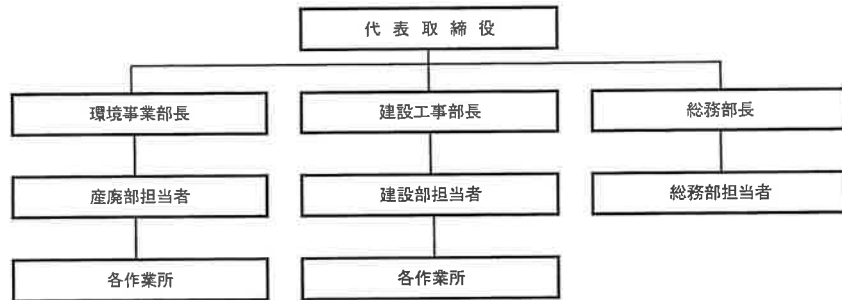 代表取締役
環境事業部長
建設工事部長
総務部長
産廃部担当者
建設部担当者
総務部担当者
各作業所
各作業所